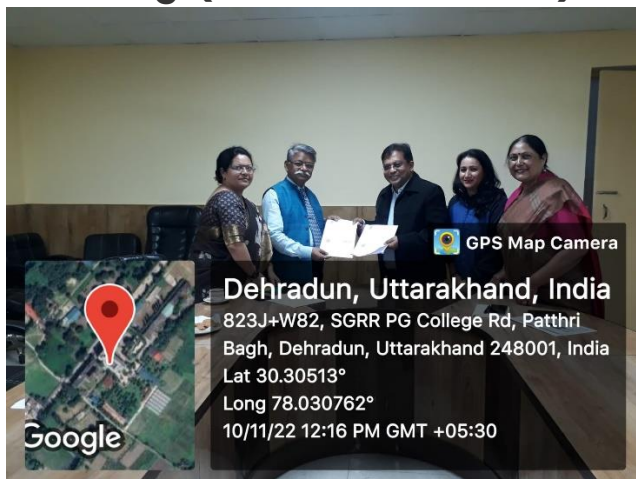 GPS Map Camera
Dehradun, Uttarakhand, India
823J+W82, SGRR PG College Rd, Patthri
Bagh, Dehradun, Uttarakhand 248001, India
Lat 30.30513°
Long 78.030762°
10/11/22 12:16 PM GMT +05:30
Google